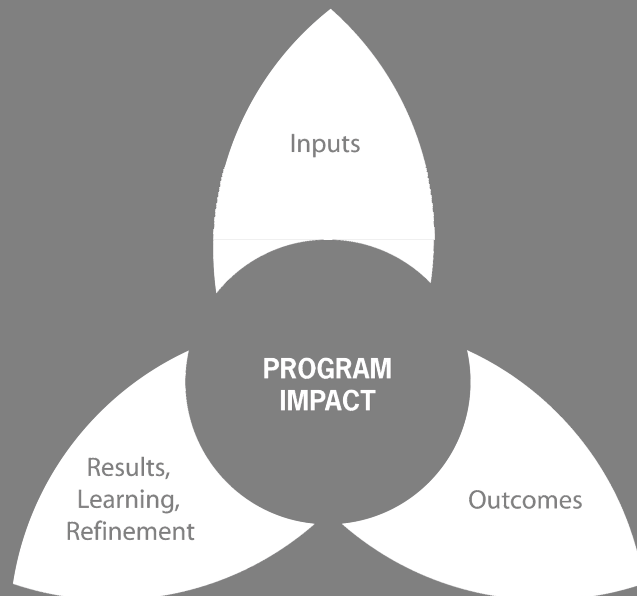 Inputs
PROGRAM
IMPACT
Results,
Learning,
Refinement
Outcomes